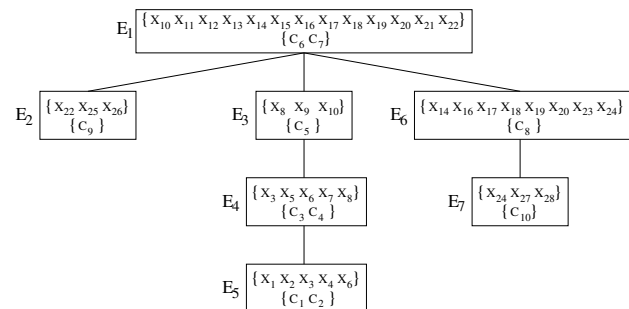 E₁ {X₁₀ X₁₁ X₁₂ X₁₃ X₁₄ X₁₅ X₁₆ X₁₇ X₁₈ X₁₉ X₂₀ X₂₁ X₂₂}
{C₆ C₇}
E₂ {X₂₂ X₂₅ X₂₆}
{C₉}
E₃ {X₈ X₉ X₁₀}
{C₅}
E₆ {X₁₄ X₁₆ X₁₇ X₁₈ X₁₉ X₂₀ X₂₃ X₂₄}
{C₈}
E₄ {X₃ X₅ X₆ X₇ X₈}
{C₃ C₄}
E₇ {X₂₄ X₂₇ X₂₈}
{C₁₀}
E₅ {X₁ X₂ X₃ X₄ X₆}
{C₁ C₂}